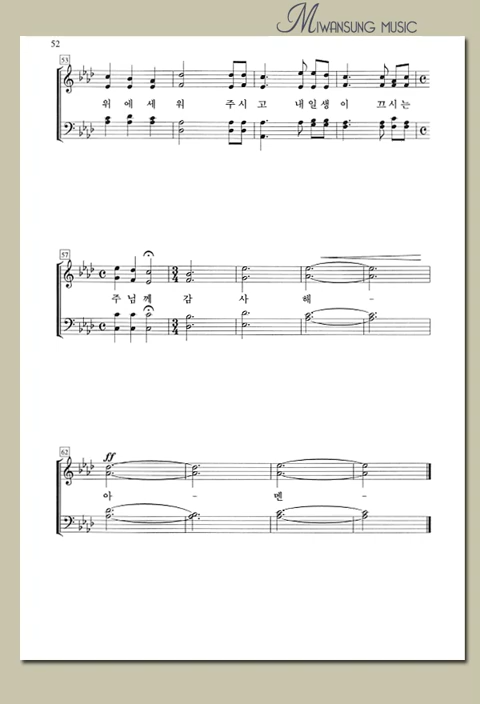 MIWANSUNG MUSIC
52
53
위 에 세 워 주 시 고 내 일 생 이 끄 시 는
57
주 님 께 감 사 해 -
62
ff
아 - 멘 -